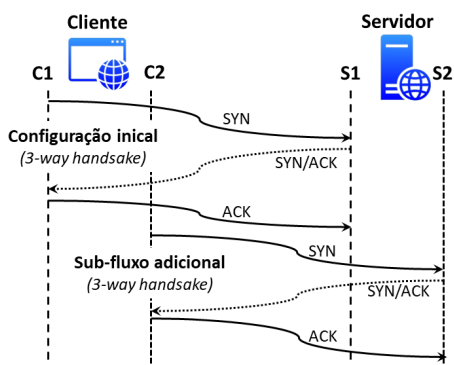 Cliente
Servidor
C1
C2
S1
S2
SYN
Configuração inical
(3-way handsake)
SYN/ACK
ACK
SYN
Sub-fluxo adicional
(3-way handsake)
SYN/ACK
ACK